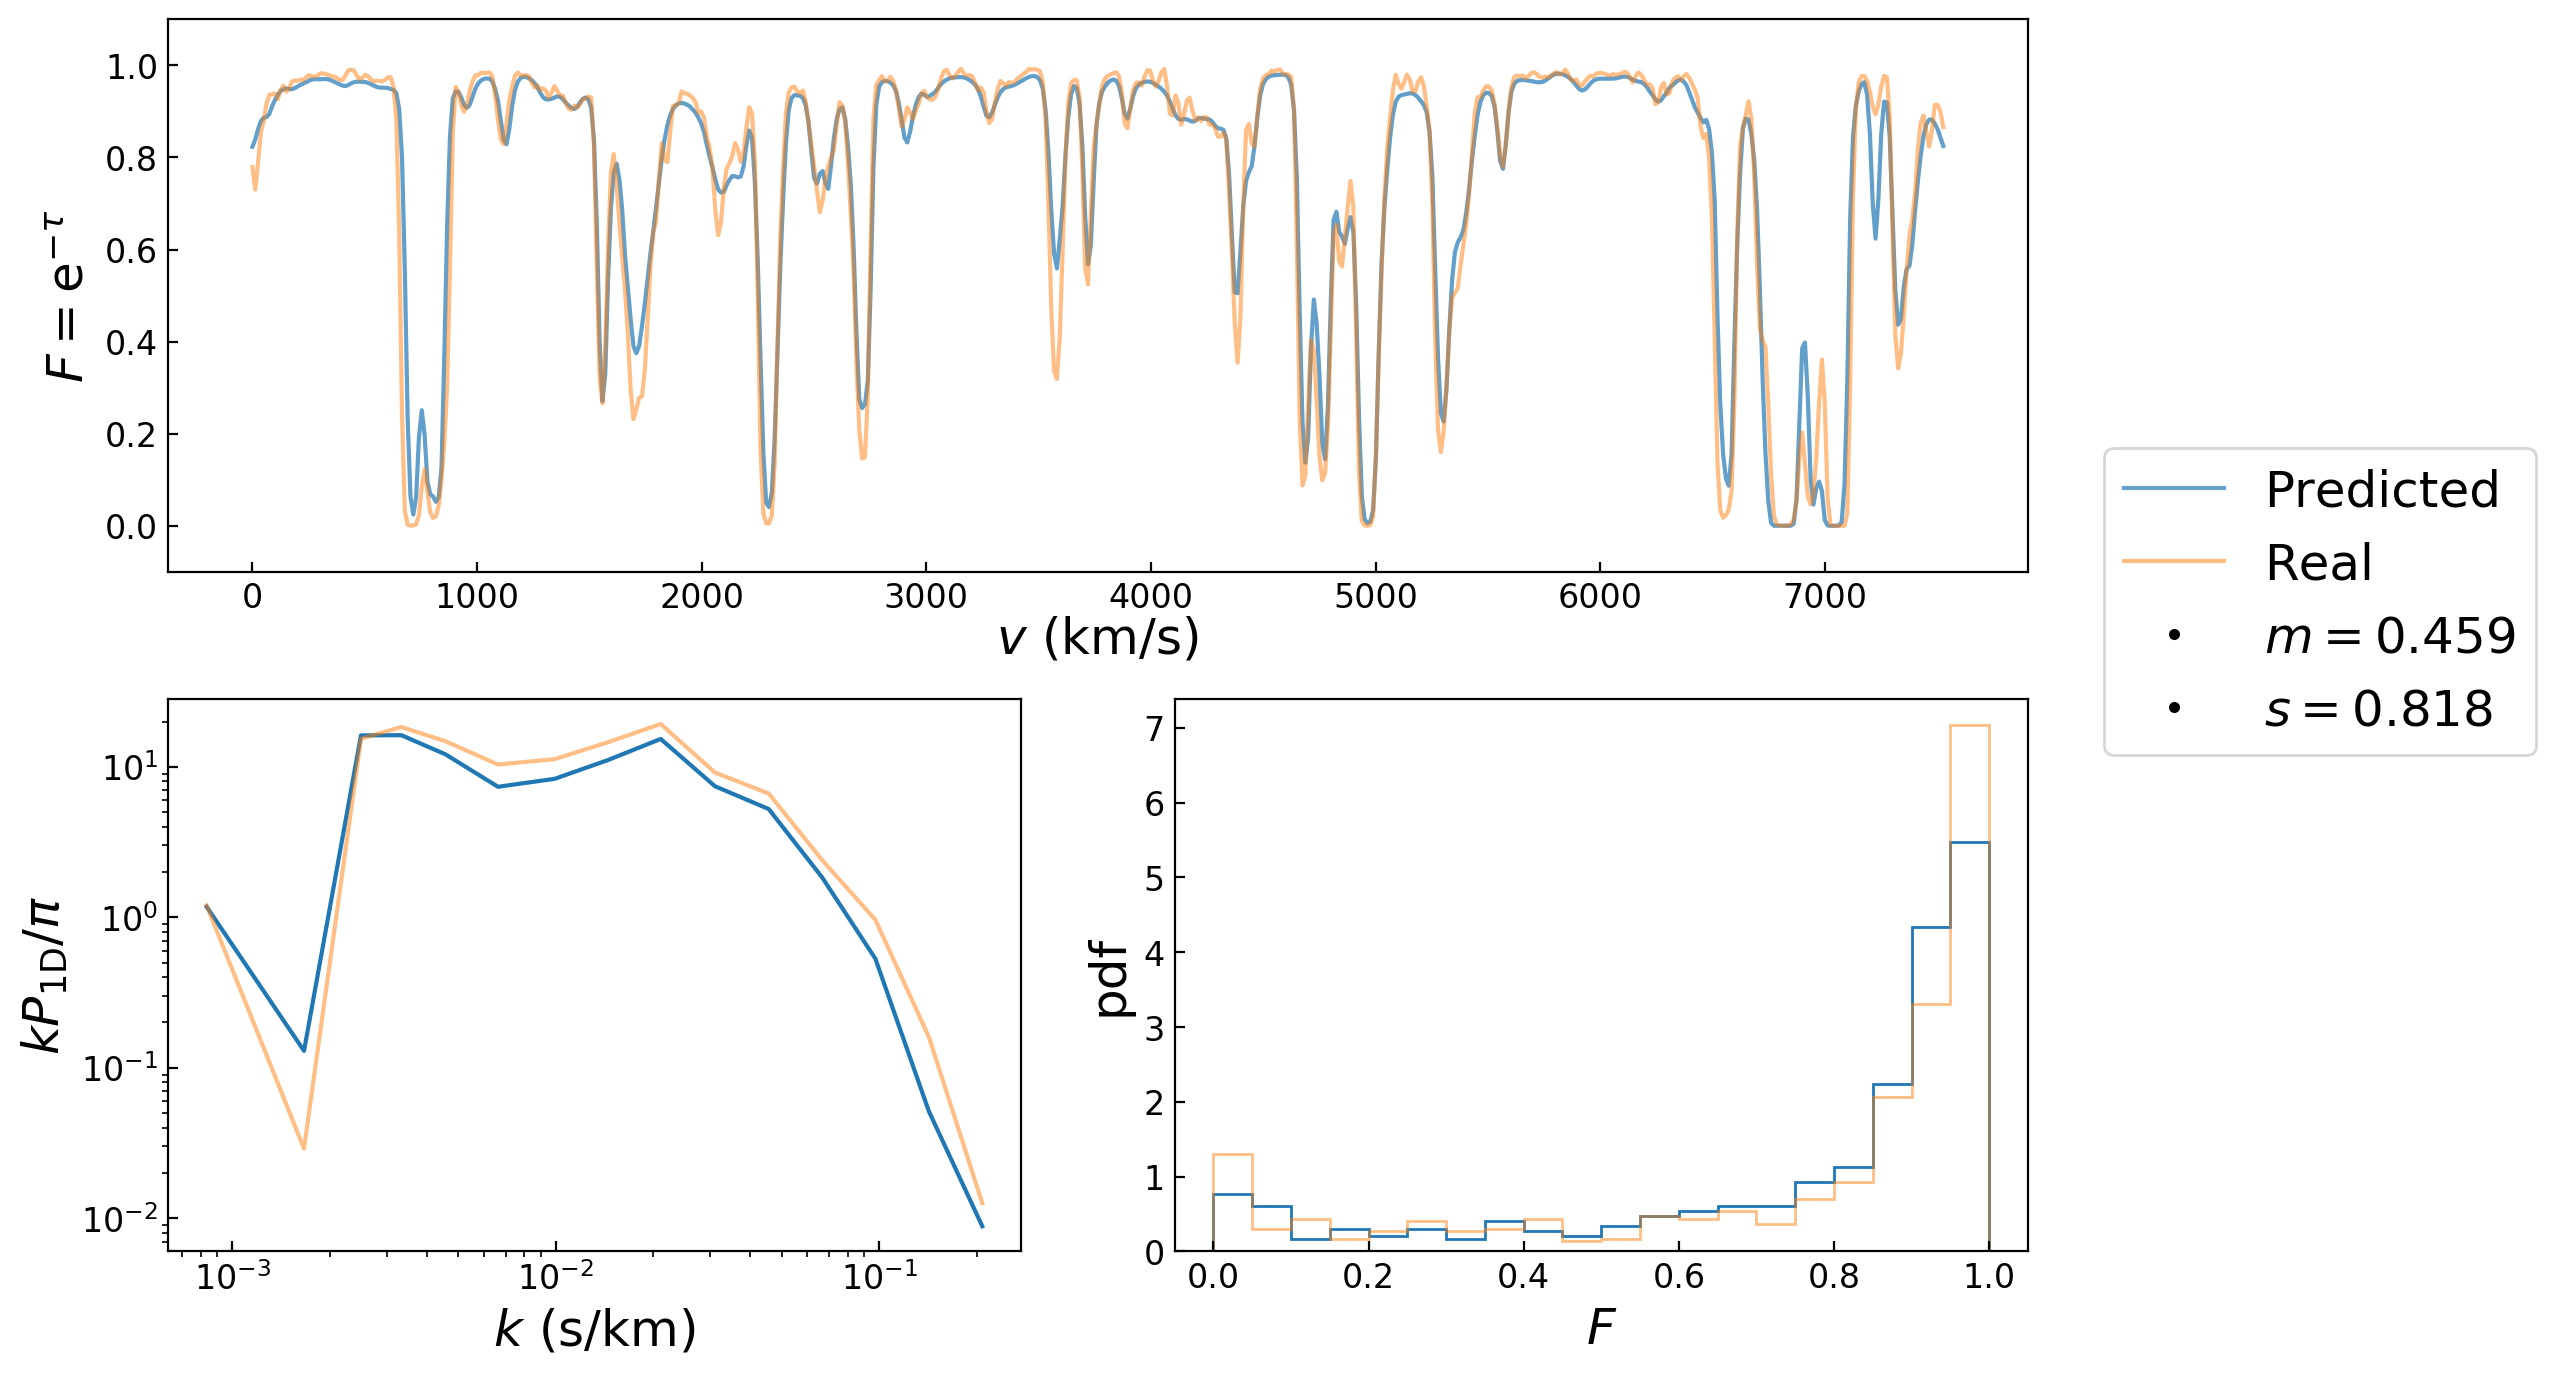 1.0
0.8
0.6
0.4
0.2
0.0
F = e^{−τ}
0 1000 2000 3000 4000 5000 6000 7000
v (km/s)
Predicted
Real
m = 0.459
s = 0.818
10^1
10^0
10^{−1}
10^{−2}
kP_{1D}/π
10^{−3} 10^{−2} 10^{−1}
k (s/km)
7
6
5
4
3
2
1
0
pdf
0.0 0.2 0.4 0.6 0.8 1.0
F